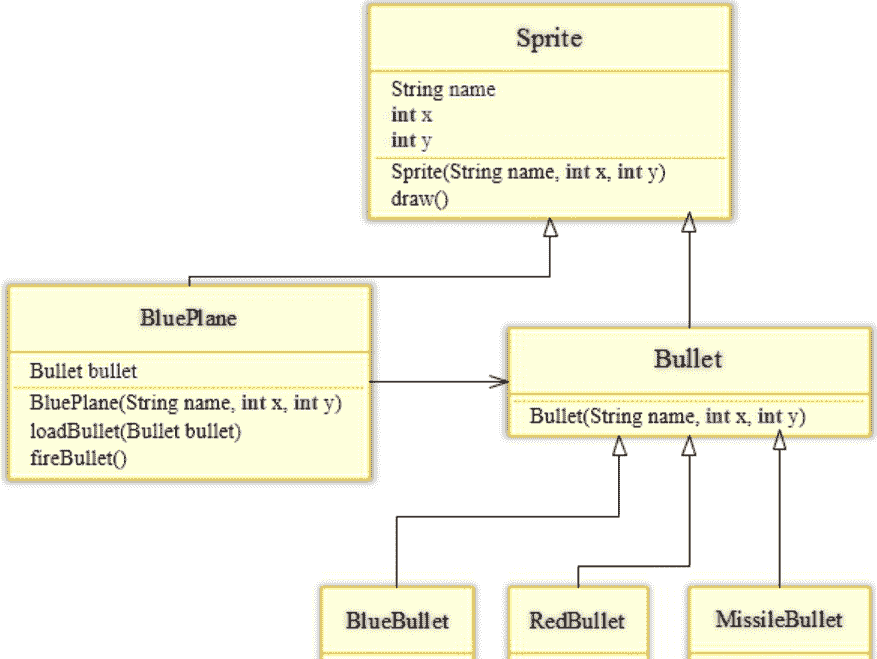 Sprite
String name
int x
int y
Sprite(String name, int x, int y)
draw()
BluePlane
Bullet bullet
BluePlane(String name, int x, int y)
loadBullet(Bullet bullet)
fireBullet()
Bullet
Bullet(String name, int x, int y)
BlueBullet
RedBullet
MissileBullet